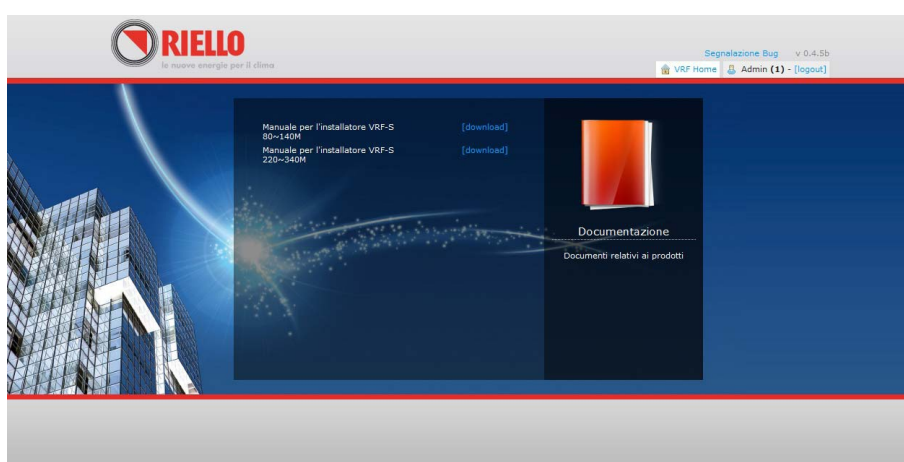 RIELLO
le nuove energie per il clima
Segnalazione Bug v 0.4.5b
VRF Home Admin (1) - [logout]
Manuale per l'installatore VRF-S [download]
80~140M
Manuale per l'installatore VRF-S [download]
220~340M
Documentazione
Documenti relativi ai prodotti